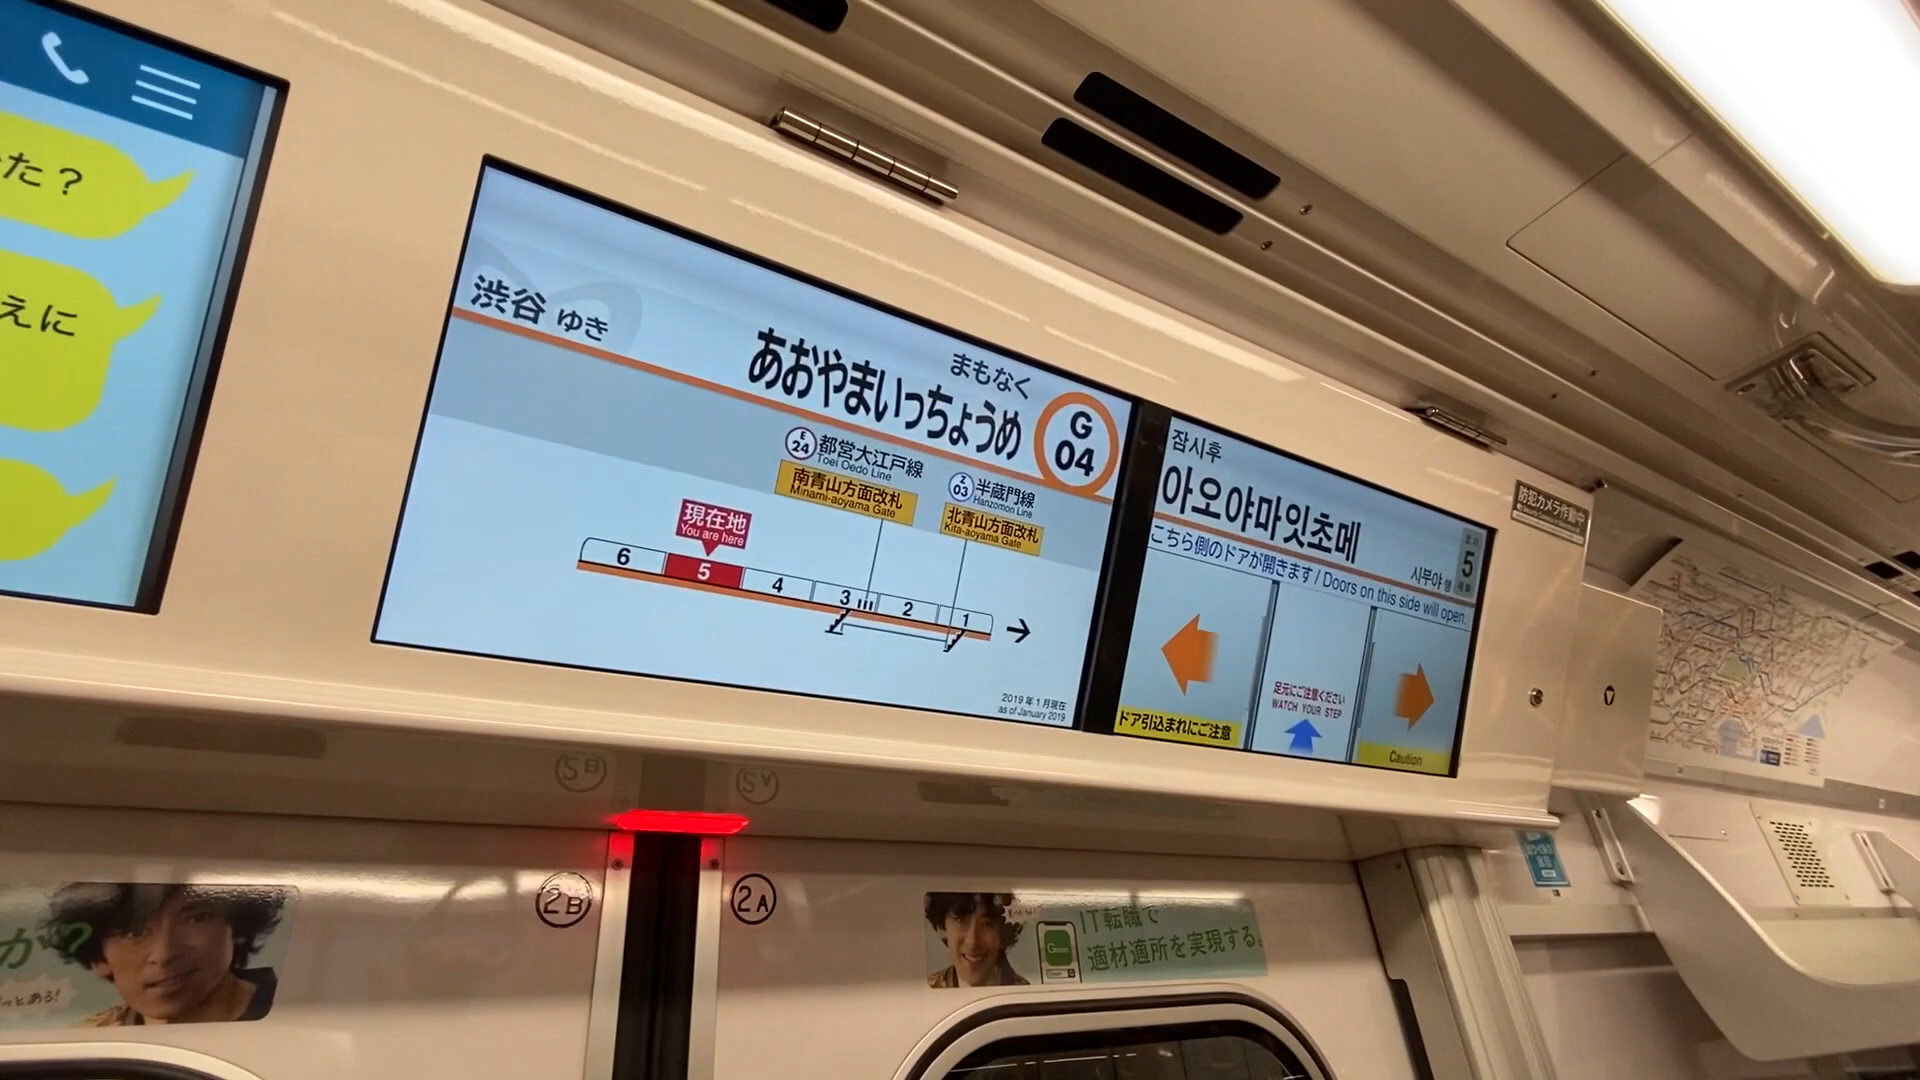 た？
えに
渋谷 ゆき
まもなく
あおやまいっちょうめ
G
04
E
24
都営大江戸線
Toei Oedo Line
南青山方面改札
Minami-aoyama Gate
Z
03
半蔵門線
Hanzomon Line
北青山方面改札
Kita-aoyama Gate
現在地
You are here
6 5 4 3 2 1
2019年1月現在
as of January 2019
잠시후
아오야마잇초메
시부야 행
5
こちら側のドアが開きます / Doors on this side will open.
足元にご注意ください
WATCH YOUR STEP
ドア引込まれにご注意
Caution
防犯カメラ作動中
5B
5V
2B
2A
か？
IT転職で
適材適所を実現する。